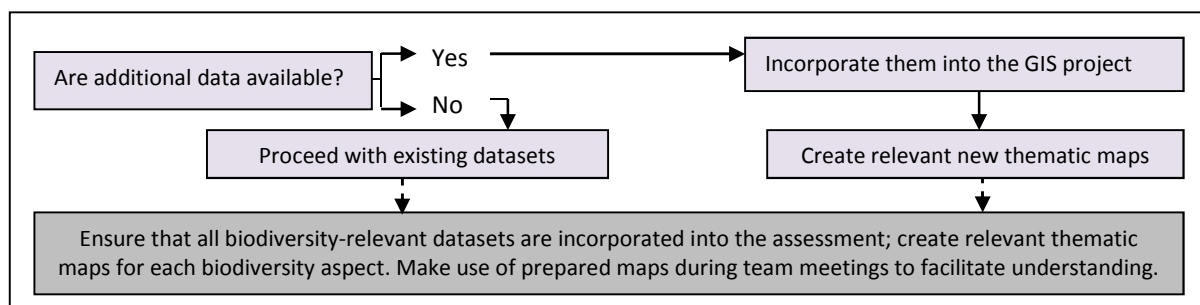 Are additional data available?
Yes
No
Incorporate them into the GIS project
Proceed with existing datasets
Create relevant new thematic maps
Ensure that all biodiversity-relevant datasets are incorporated into the assessment; create relevant thematic
maps for each biodiversity aspect. Make use of prepared maps during team meetings to facilitate understanding.